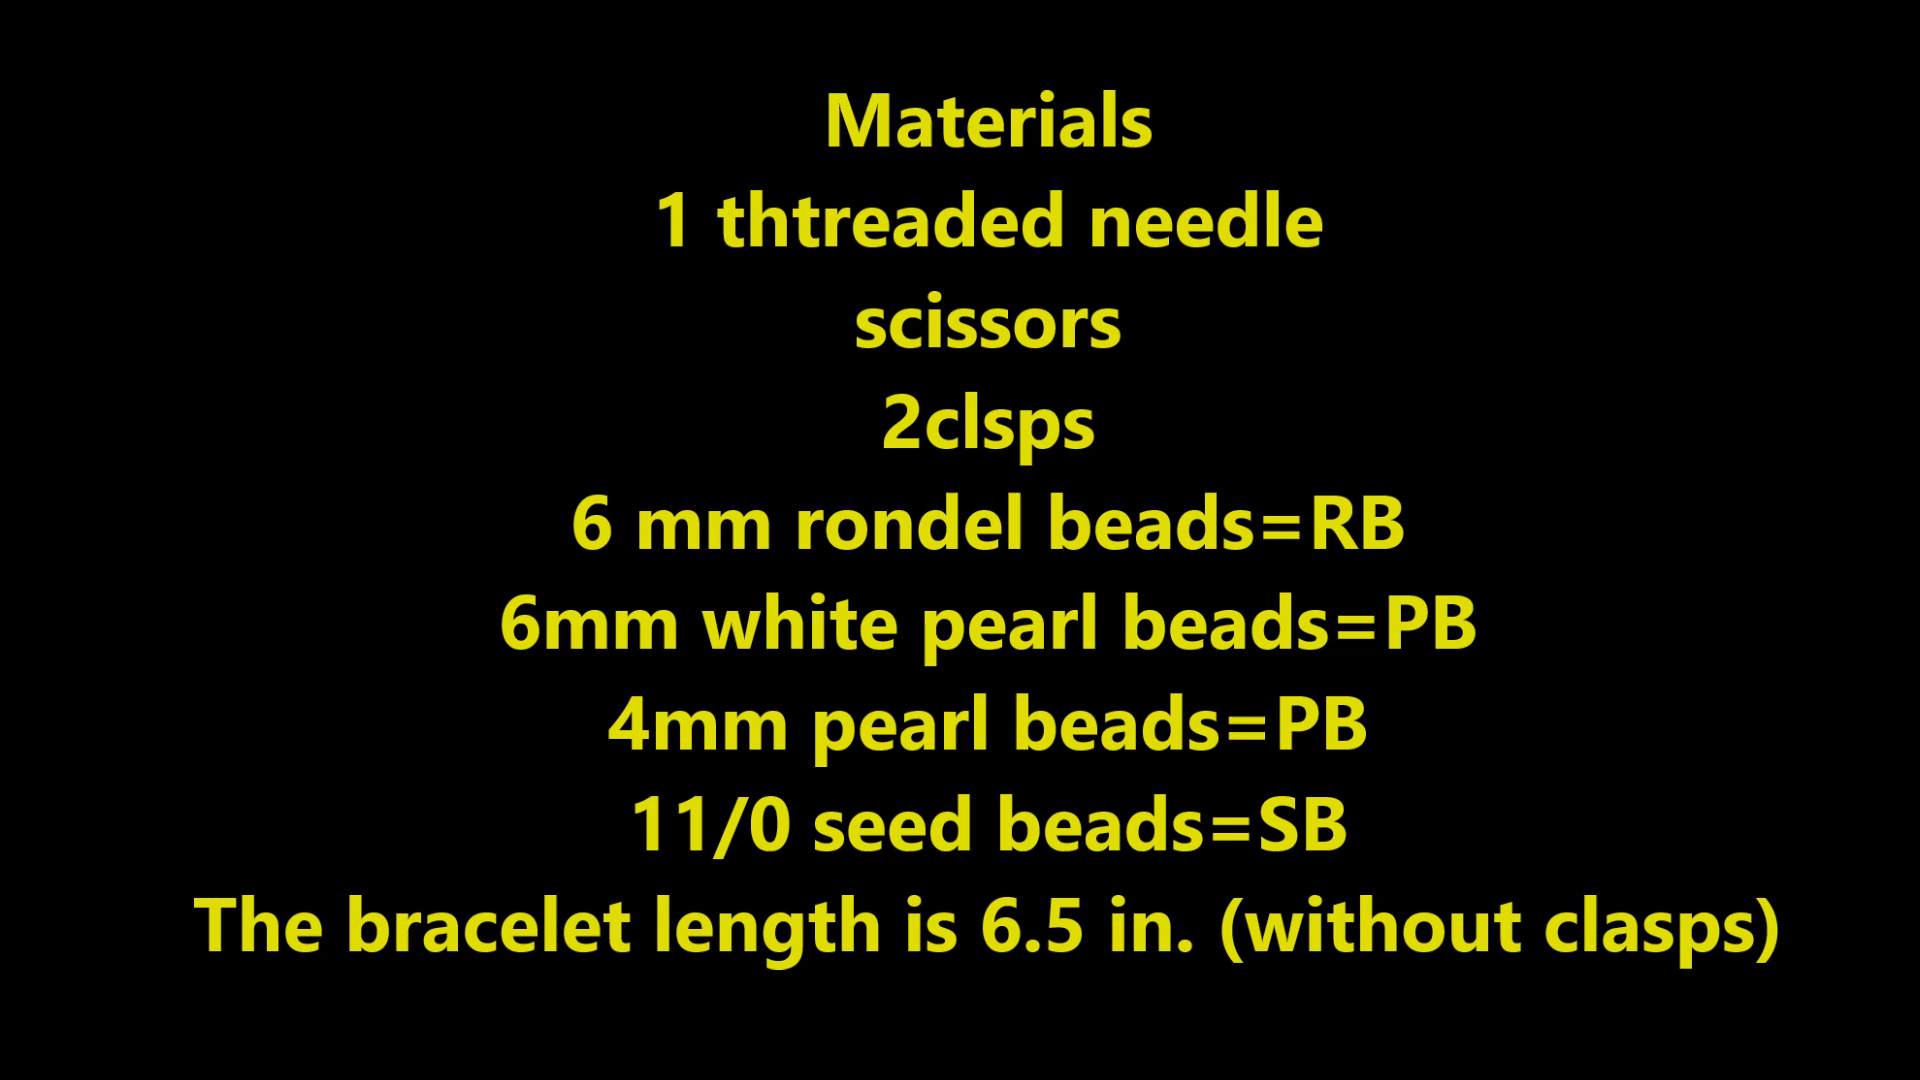 Materials
1 thtreaded needle
scissors
2clsps
6 mm rondel beads=RB
6mm white pearl beads=PB
4mm pearl beads=PB
11/0 seed beads=SB
The bracelet length is 6.5 in. (without clasps)